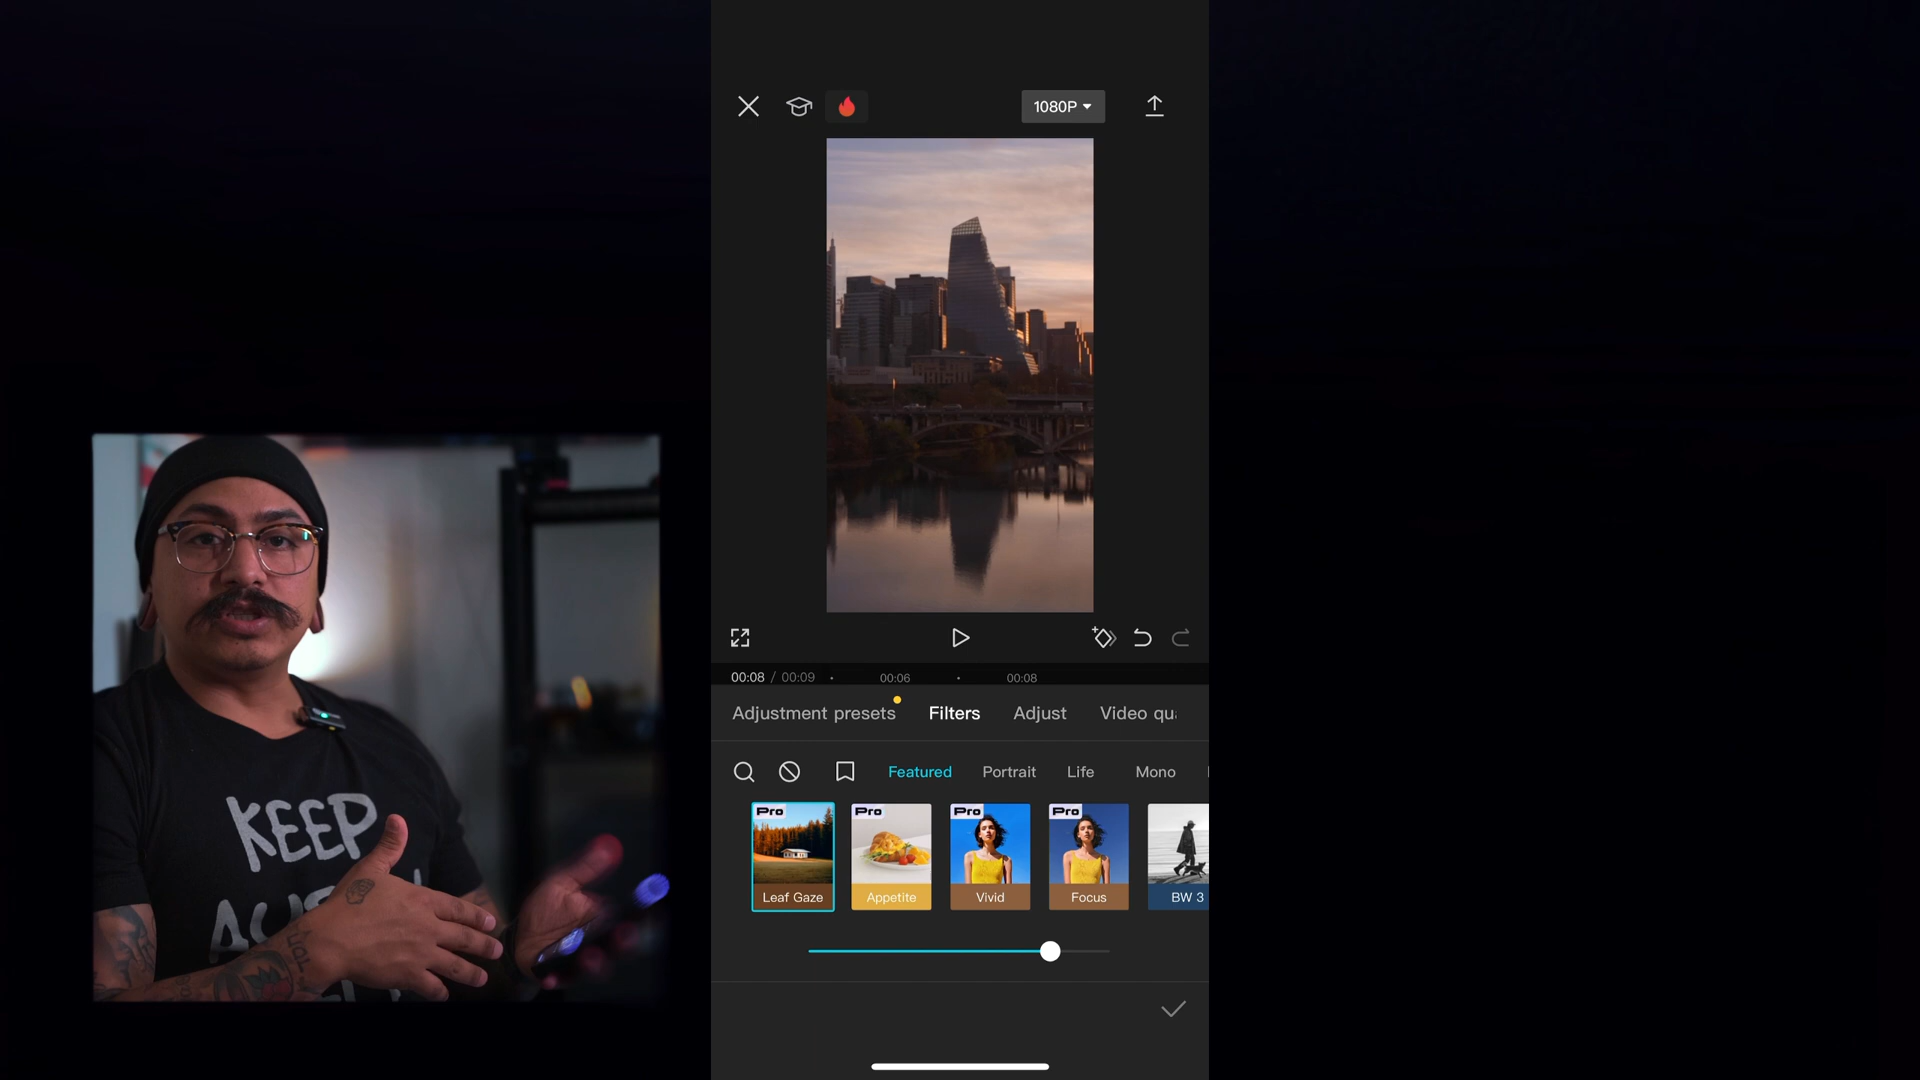 1080P
00:08 / 00:09
00:06
00:08
Adjustment presets
Filters
Adjust
Video qu
Featured
Portrait
Life
Mono
Pro
Leaf Gaze
Pro
Appetite
Pro
Vivid
Pro
Focus
BW 3
KEEP